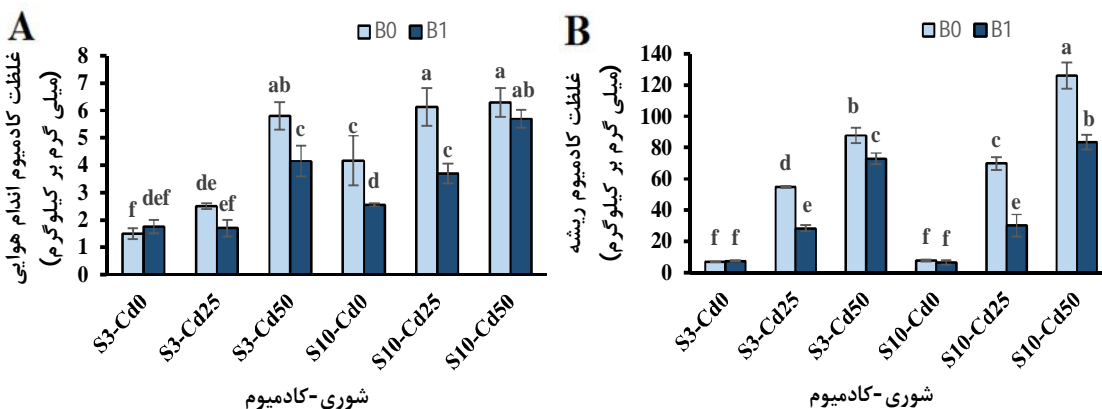 A
B0 B1
غلظت کادمیوم اندام هوایی
(میلی گرم بر کیلوگرم)
8
7
6
5
4
3
2
1
0
f def de ef ab c c d a c a ab
S3-Cd0 S3-Cd25 S3-Cd50 S10-Cd0 S10-Cd25 S10-Cd50
شوری-کادمیوم
B
B0 B1
غلظت کادمیوم ریشه
(میلی گرم بر کیلوگرم)
140
120
100
80
60
40
20
0
f f d e b c f f c e a b
S3-Cd0 S3-Cd25 S3-Cd50 S10-Cd0 S10-Cd25 S10-Cd50
شوری-کادمیوم